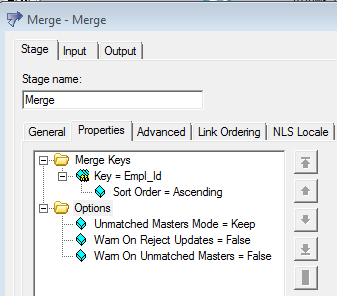 Merge - Merge
Stage Input Output
Stage name:
Merge
General Properties Advanced Link Ordering NLS Locale
Merge Keys
Key = Empl_Id
Sort Order = Ascending
Options
Unmatched Masters Mode = Keep
Warn On Reject Updates = False
Warn On Unmatched Masters = False